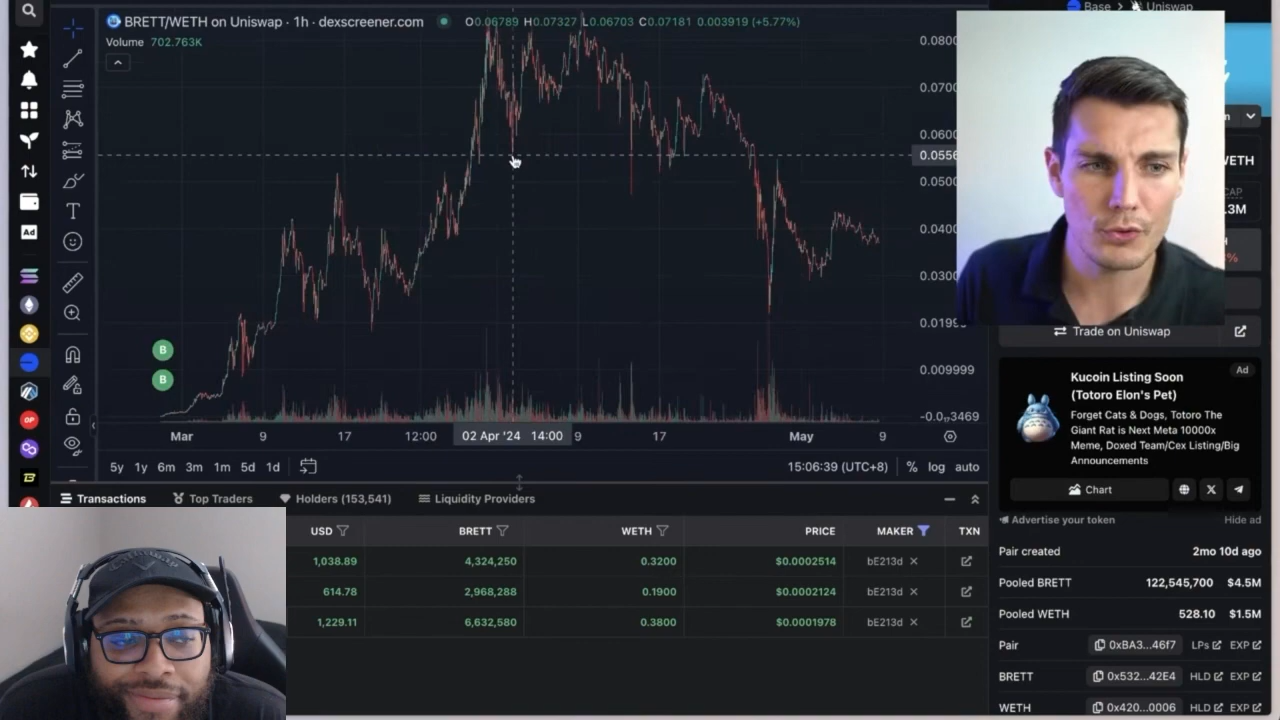 Base > Uniswap
BRETT/WETH on Uniswap · 1h · dexscreener.com O0.06789 H0.07327 L0.06703 C0.07181 0.003919 (+5.77%)
Volume 702.763K
0.0800
0.0700
0.0600
0.0556
0.0500
0.0400
0.0300
0.01999
0.009999
-0.0₅3469
WETH
CAP
.3M
%
B
B
Ad
Mar 9 17 12:00 02 Apr '24 14:00 9 17 May 9
5y 1y 6m 3m 1m 5d 1d 15:06:39 (UTC+8) % log auto
Transactions Top Traders Holders (153,541) Liquidity Providers
USD BRETT WETH PRICE MAKER TXN
1,038.89 4,324,250 0.3200 $0.0002514 bE213d ×
614.78 2,968,288 0.1900 $0.0002124 bE213d ×
1,229.11 6,632,580 0.3800 $0.0001978 bE213d ×
Trade on Uniswap
Kucoin Listing Soon (Totoro Elon's Pet)
Ad
Forget Cats & Dogs, Totoro The
Giant Rat is Next Meta 10000x
Meme, Doxed Team/Cex Listing/Big
Announcements
Chart
Advertise your token Hide ad
Pair created 2mo 10d ago
Pooled BRETT 122,545,700 $4.5M
Pooled WETH 528.10 $1.5M
Pair 0xBA3...46f7 LPs EXP
BRETT 0x532...42E4 HLD EXP
WETH 0x420...0006 HLD EXP